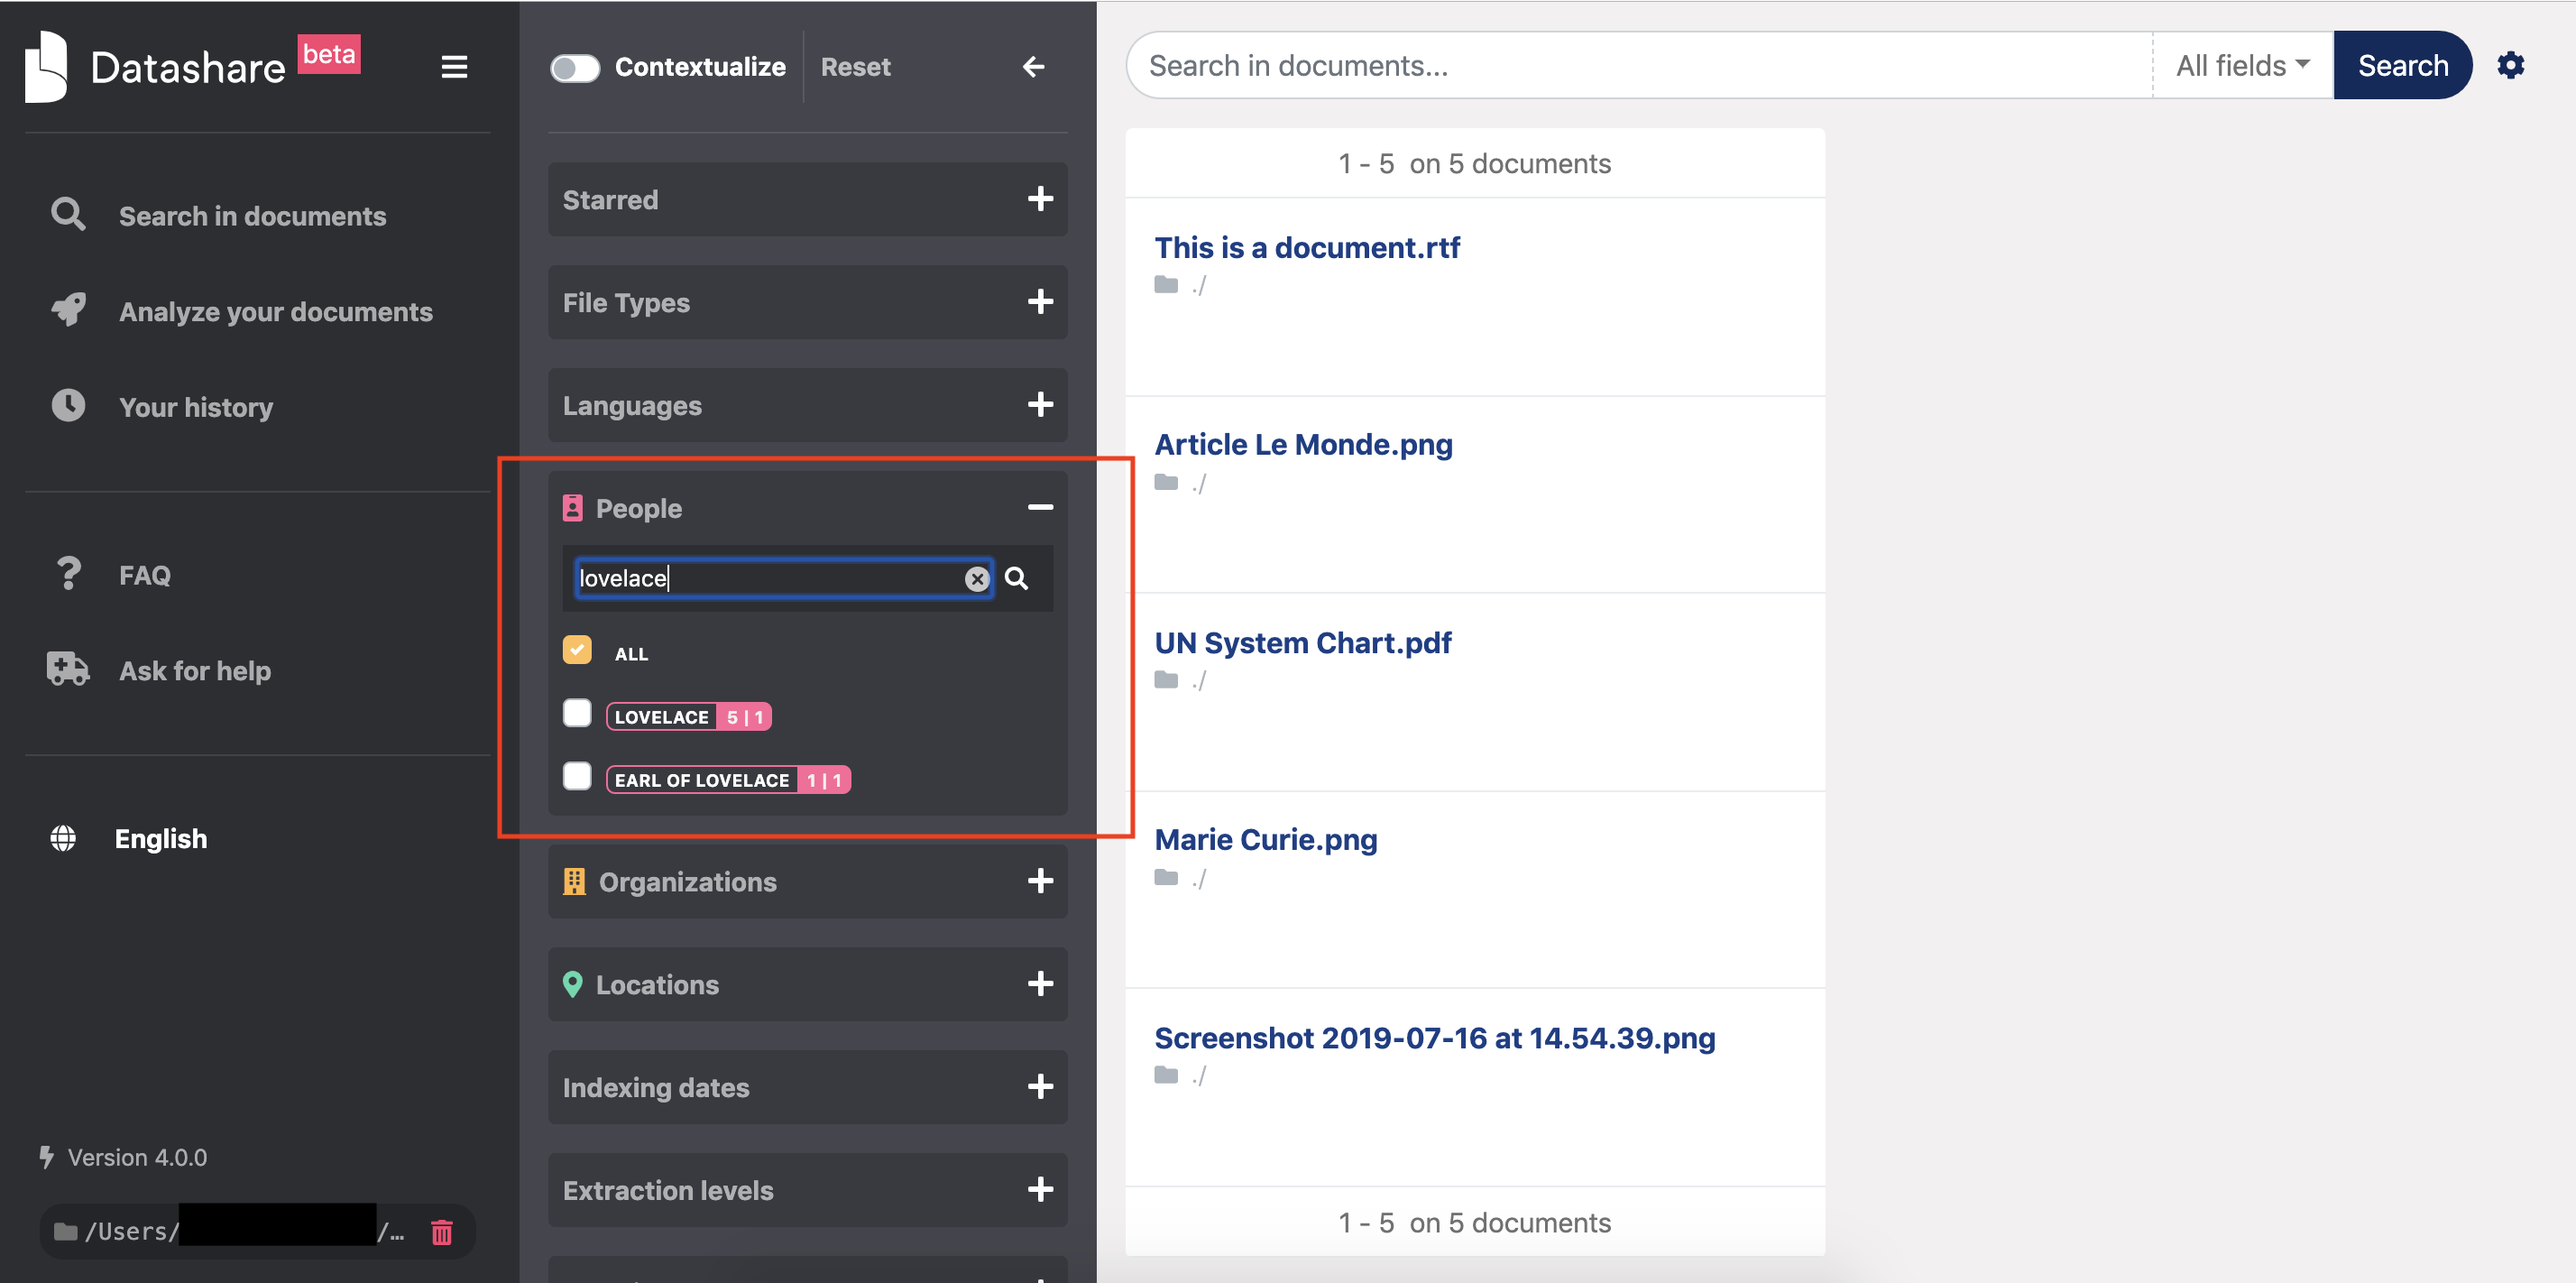 Datashare beta
Search in documents
Analyze your documents
Your history
FAQ
Ask for help
English
Version 4.0.0
/Users/ /…
Contextualize
Reset
Starred
File Types
Languages
People
lovelace
ALL
LOVELACE 5 | 1
EARL OF LOVELACE 1 | 1
Organizations
Locations
Indexing dates
Extraction levels
Search in documents...
All fields
Search
1 - 5 on 5 documents
This is a document.rtf
./
Article Le Monde.png
./
UN System Chart.pdf
./
Marie Curie.png
./
Screenshot 2019-07-16 at 14.54.39.png
./
1 - 5 on 5 documents